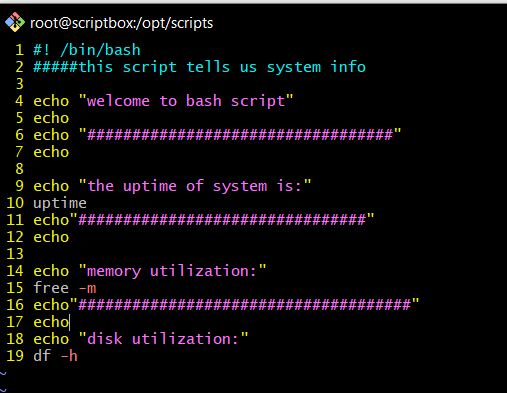 root@scriptbox:/opt/scripts
1 #! /bin/bash
2 #####this script tells us system info
3
4 echo "welcome to bash script"
5 echo
6 echo "##################################"
7 echo
8
9 echo "the uptime of system is:"
10 uptime
11 echo"################################"
12 echo
13
14 echo "memory utilization:"
15 free -m
16 echo"#####################################"
17 echo
18 echo "disk utilization:"
19 df -h
~
~